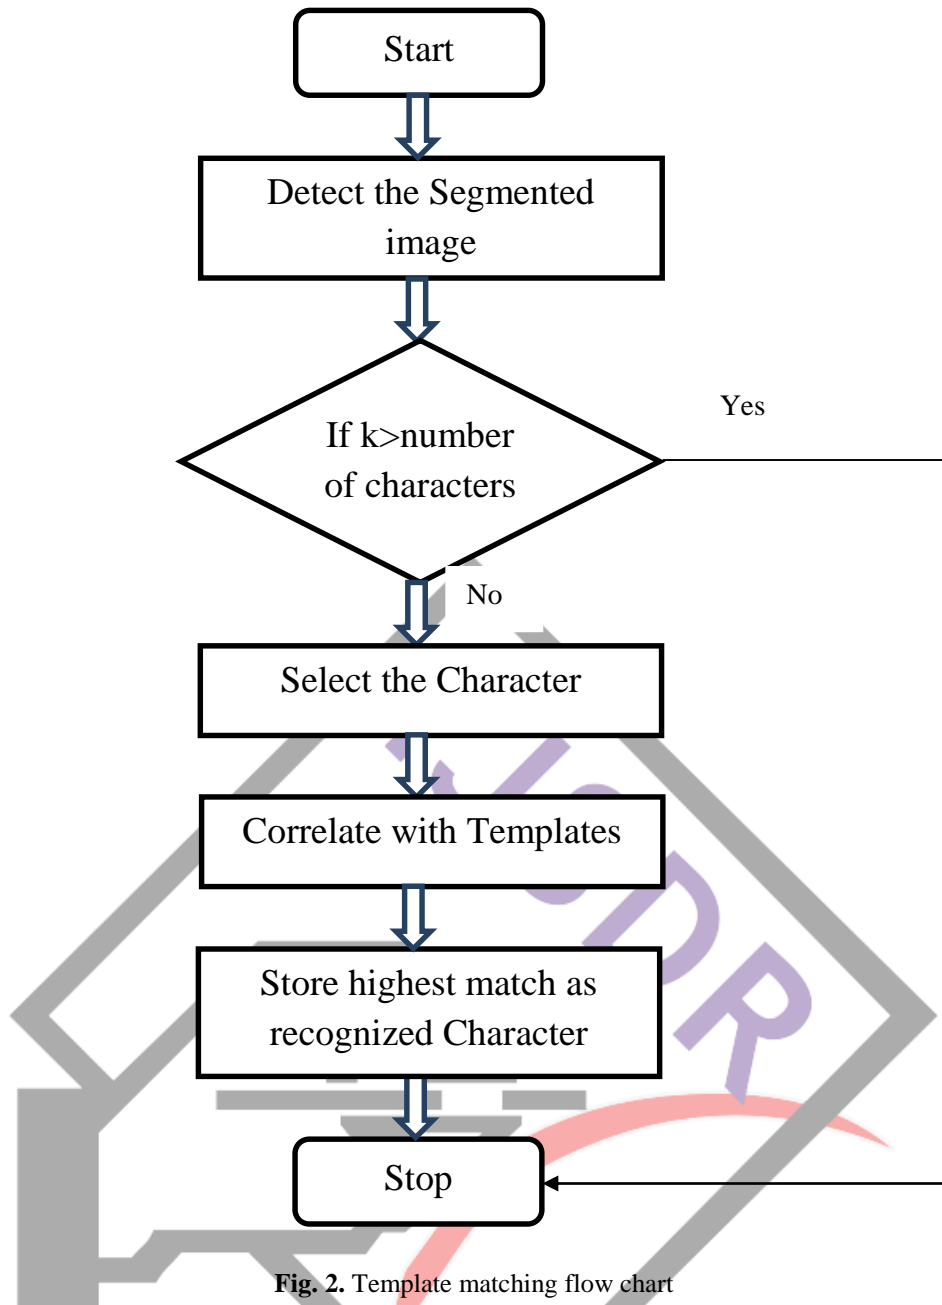 Start
Detect the Segmented
image
If k>number
of characters
Yes
No
Select the Character
Correlate with Templates
Store highest match as
recognized Character
Stop
IJSDR
Fig. 2. Template matching flow chart